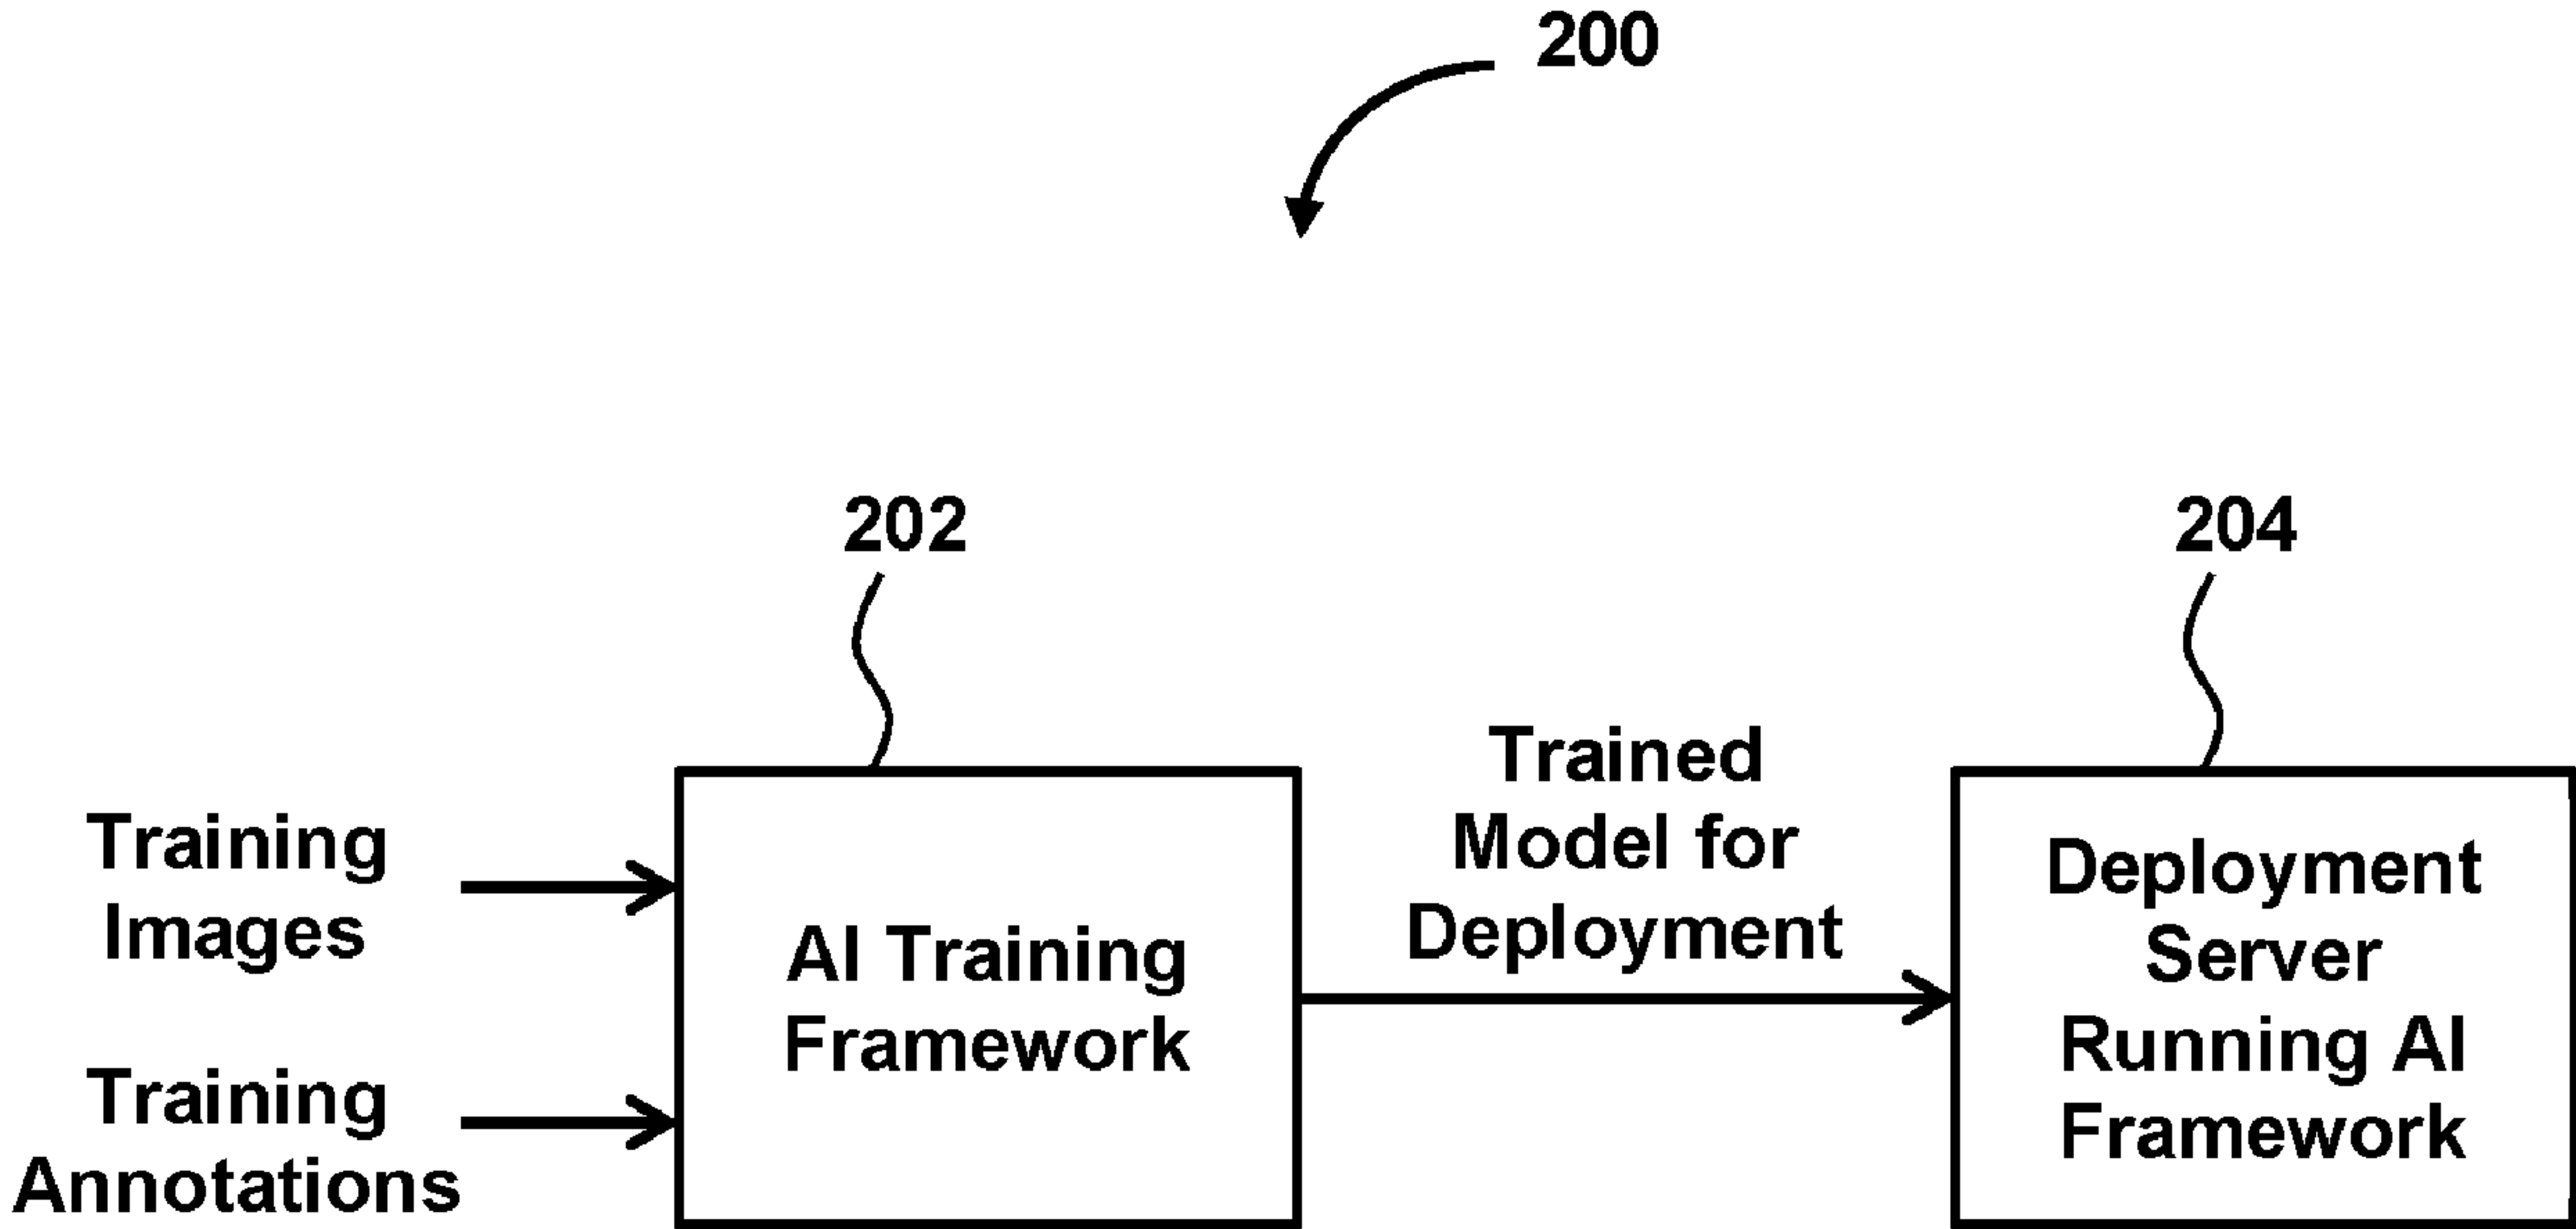 200
202
204
Training
Images
Training
Annotations
AI Training
Framework
Trained
Model for
Deployment
Deployment
Server
Running AI
Framework